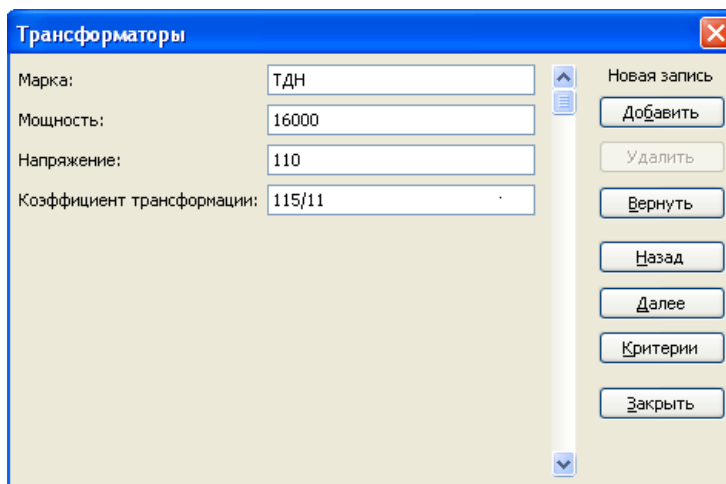 Трансформаторы
Марка: ТДН
Мощность: 16000
Напряжение: 110
Коэффициент трансформации: 115/11
Новая запись
Добавить
Удалить
Вернуть
Назад
Далее
Критерии
Закрыть